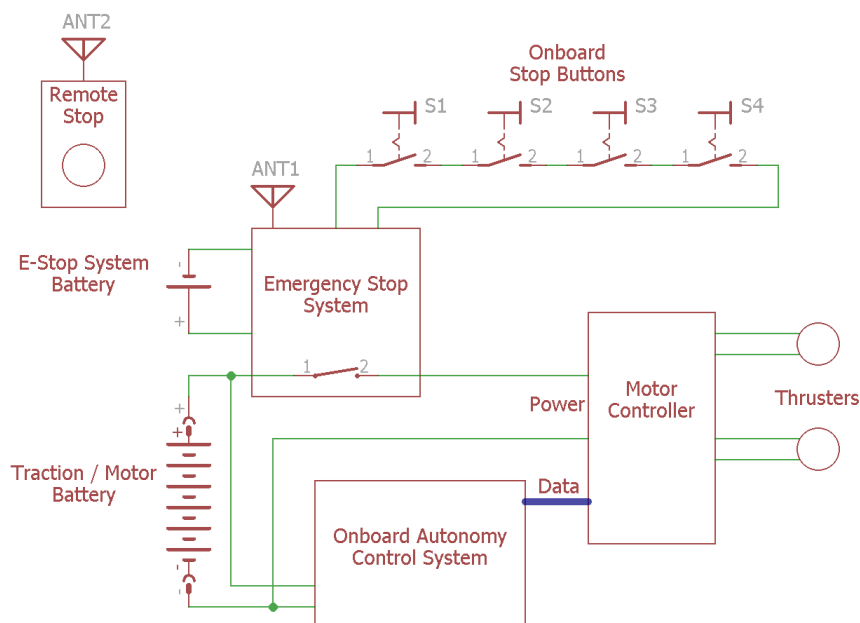 ANT2
Remote
Stop
Onboard
Stop Buttons
S1
S2
S3
S4
1
2
1
2
1
2
1
2
ANT1
E-Stop System
Battery
-
+
Emergency Stop
System
1
2
Power
Motor
Controller
Thrusters
+
+
Traction / Motor
Battery
-
-
Data
Onboard Autonomy
Control System